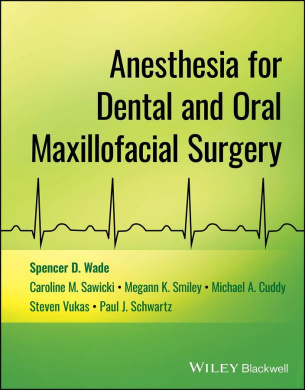 Anesthesia for
Dental and Oral
Maxillofacial Surgery
Spencer D. Wade
Caroline M. Sawicki • Megann K. Smiley • Michael A. Cuddy
Steven Vukas • Paul J. Schwartz
WILEY Blackwell